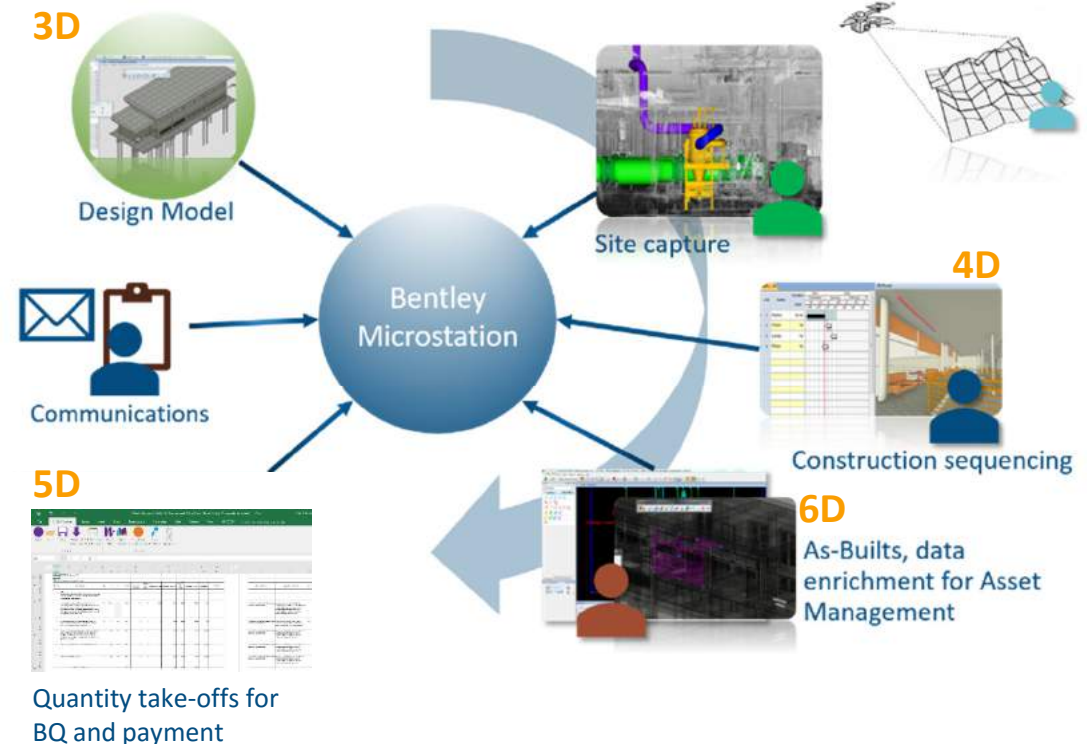 3D
Design Model
Site capture
Bentley
Microstation
4D
Construction sequencing
Communications
5D
Quantity take-offs for
BQ and payment
6D
As-Builts, data
enrichment for Asset
Management